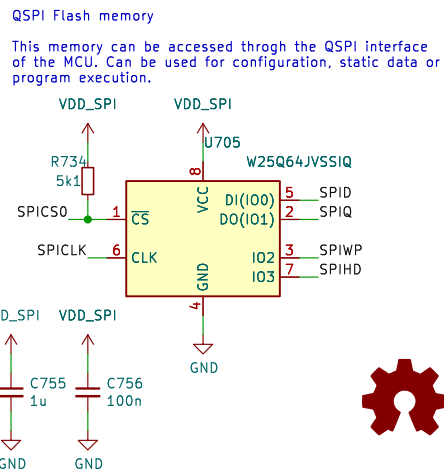 QSPI Flash memory
This memory can be accessed throgh the QSPI interface
of the MCU. Can be used for configuration, static data or
program execution.
VDD_SPI VDD_SPI
U705
R734 W25Q64JVSSIQ
5k1
8
VCC
DI(IO0) 5 SPID
SPICS0 1 CS DO(IO1) 2 SPIQ
SPICLK 6 CLK IO2 3 SPIWP
IO3 7 SPIHD
GND
4
D_SPI VDD_SPI
GND
C755 C756
1u 100n
GND GND